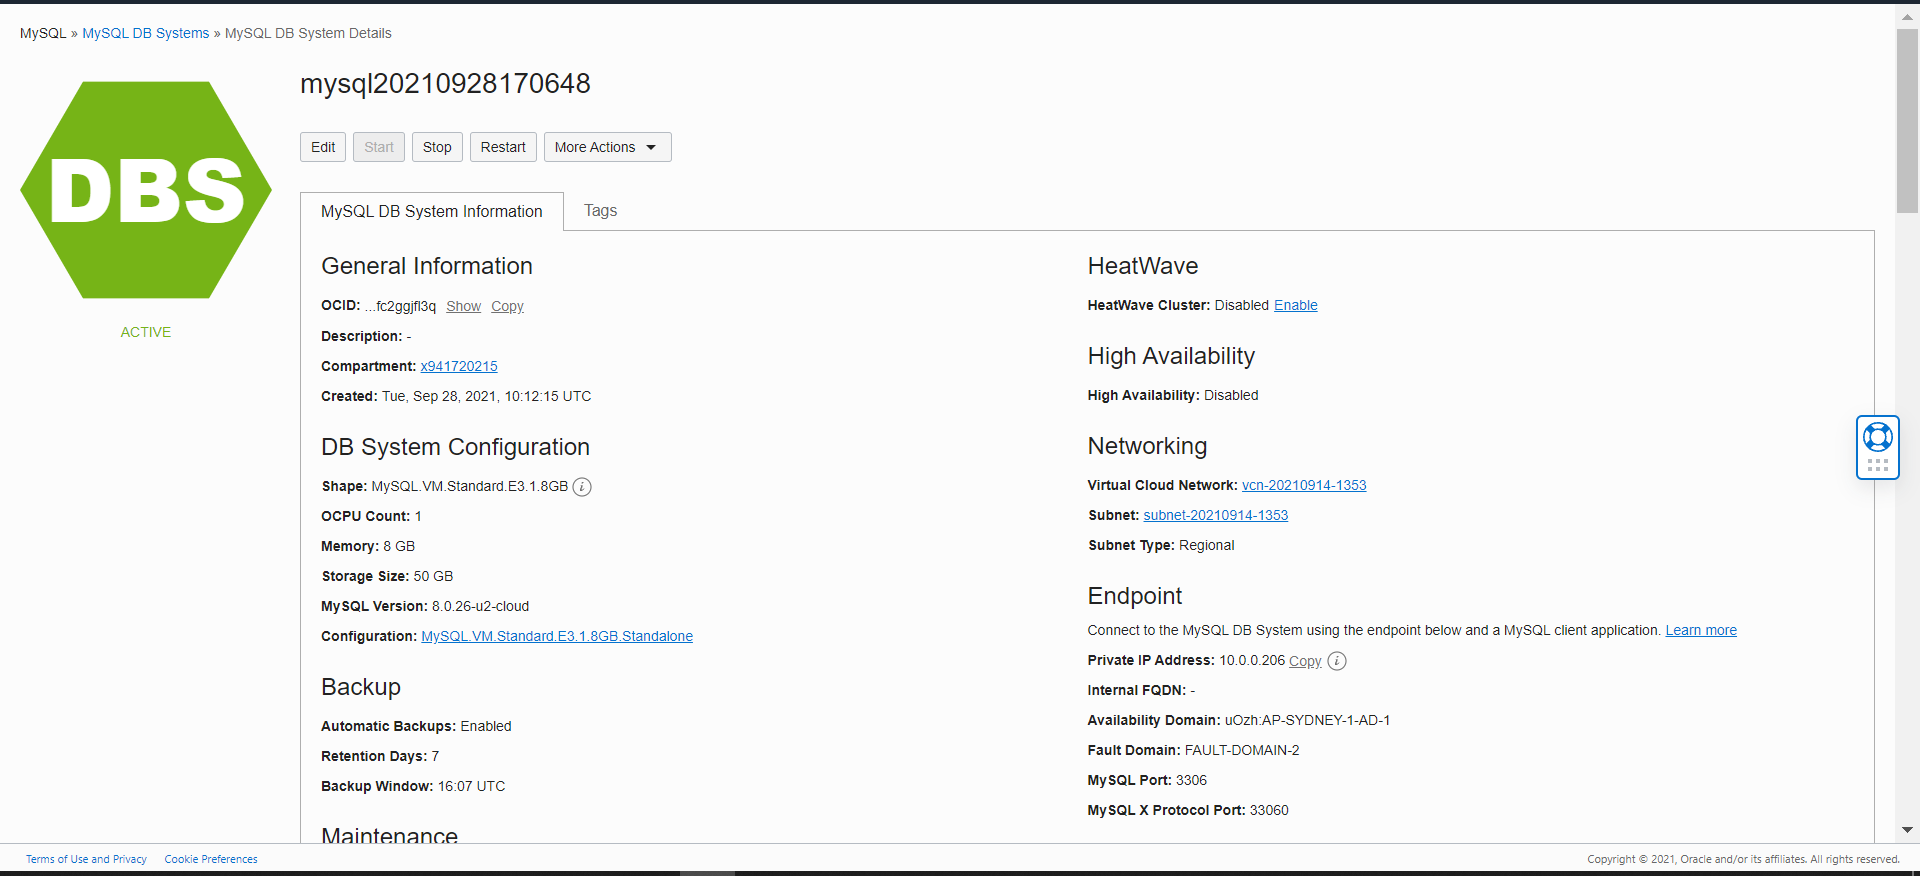 MySQL » MySQL DB Systems » MySQL DB System Details
DBS
ACTIVE
mysql20210928170648
Edit Start Stop Restart More Actions
MySQL DB System Information Tags
General Information
OCID: ...fc2ggjfl3q Show Copy
Description: -
Compartment: x941720215
Created: Tue, Sep 28, 2021, 10:12:15 UTC
DB System Configuration
Shape: MySQL.VM.Standard.E3.1.8GB i
OCPU Count: 1
Memory: 8 GB
Storage Size: 50 GB
MySQL Version: 8.0.26-u2-cloud
Configuration: MySQL.VM.Standard.E3.1.8GB.Standalone
Backup
Automatic Backups: Enabled
Retention Days: 7
Backup Window: 16:07 UTC
Maintenance
HeatWave
HeatWave Cluster: Disabled Enable
High Availability
High Availability: Disabled
Networking
Virtual Cloud Network: vcn-20210914-1353
Subnet: subnet-20210914-1353
Subnet Type: Regional
Endpoint
Connect to the MySQL DB System using the endpoint below and a MySQL client application. Learn more
Private IP Address: 10.0.0.206 Copy i
Internal FQDN: -
Availability Domain: uOzh:AP-SYDNEY-1-AD-1
Fault Domain: FAULT-DOMAIN-2
MySQL Port: 3306
MySQL X Protocol Port: 33060
Terms of Use and Privacy Cookie Preferences
Copyright © 2021, Oracle and/or its affiliates. All rights reserved.